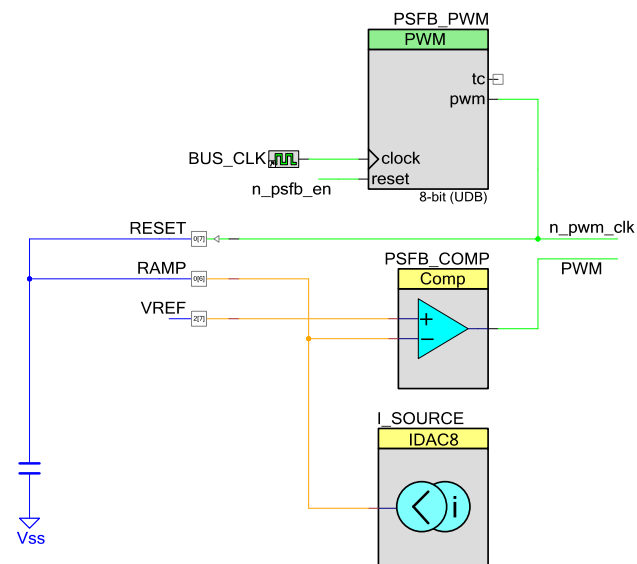 PSFB_PWM
PWM
tc
pwm
BUS_CLK
clock
reset
n_psfb_en
8-bit (UDB)
RESET
0[7]
n_pwm_clk
PSFB_COMP
PWM
RAMP
0[6]
Comp
VREF
2[7]
+
−
I_SOURCE
IDAC8
i
Vss